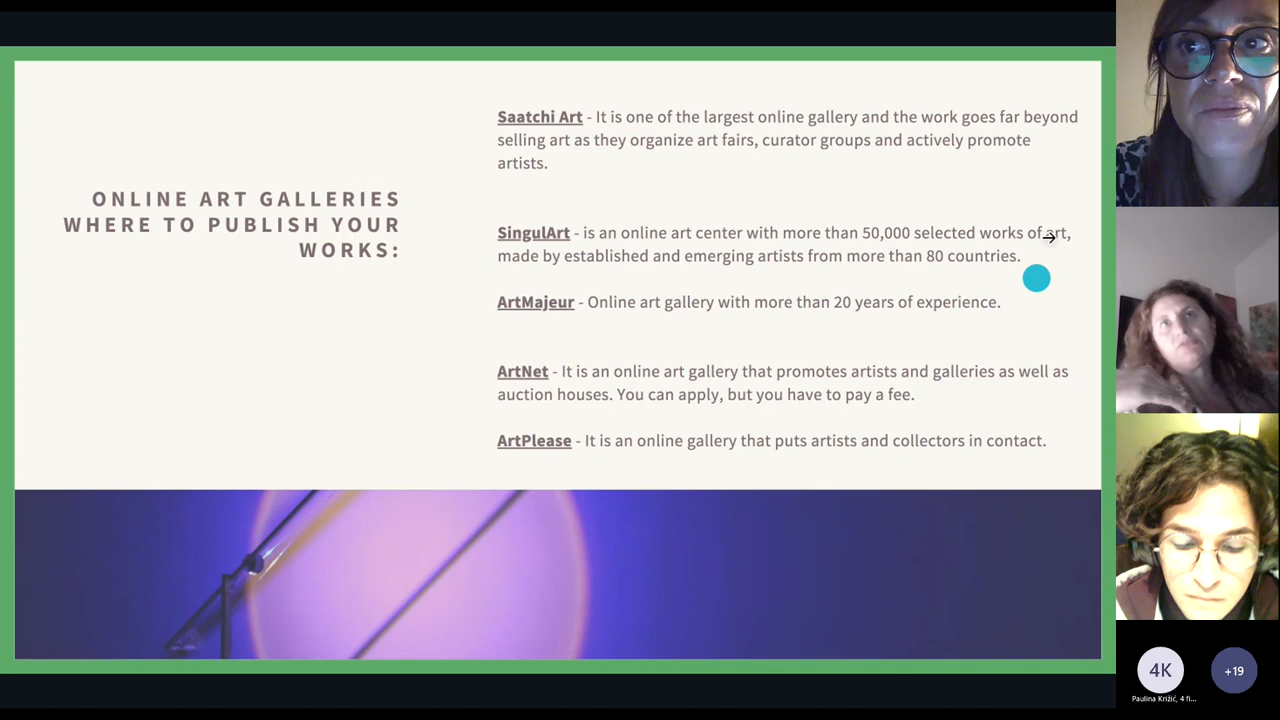 ONLINE ART GALLERIES
WHERE TO PUBLISH YOUR
WORKS:
Saatchi Art - It is one of the largest online gallery and the work goes far beyond
selling art as they organize art fairs, curator groups and actively promote
artists.
SingulArt - is an online art center with more than 50,000 selected works of art,
made by established and emerging artists from more than 80 countries.
ArtMajeur - Online art gallery with more than 20 years of experience.
ArtNet - It is an online art gallery that promotes artists and galleries as well as
auction houses. You can apply, but you have to pay a fee.
ArtPlease - It is an online gallery that puts artists and collectors in contact.
4K
+19
Paulina Križić, 4 fi...